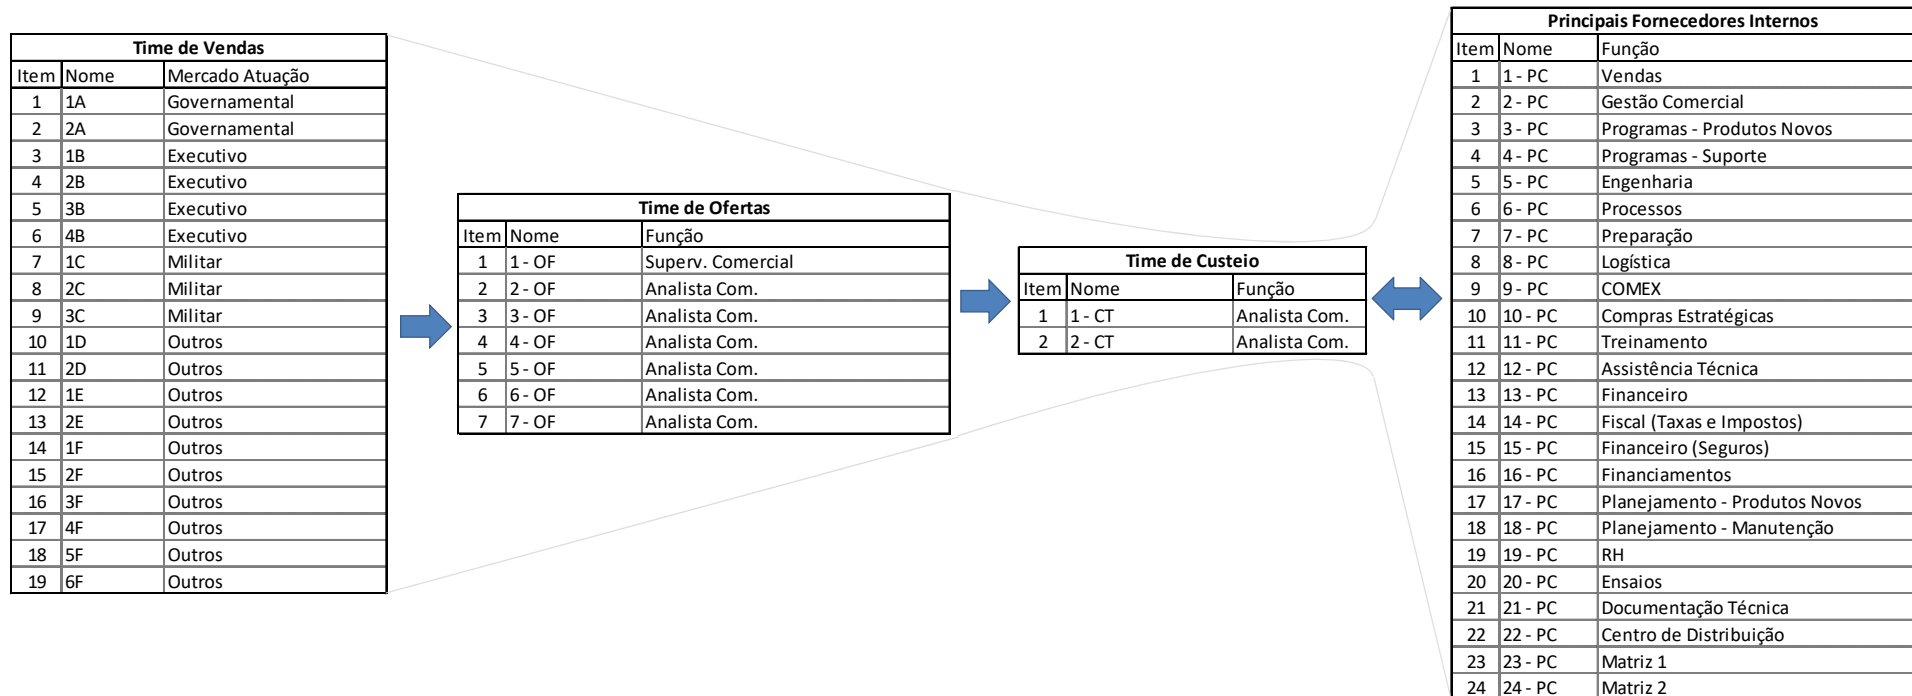 Time de Vendas
Item Nome Mercado Atuação
1 1A Governamental
2 2A Governamental
3 1B Executivo
4 2B Executivo
5 3B Executivo
6 4B Executivo
7 1C Militar
8 2C Militar
9 3C Militar
10 1D Outros
11 2D Outros
12 1E Outros
13 2E Outros
14 1F Outros
15 2F Outros
16 3F Outros
17 4F Outros
18 5F Outros
19 6F Outros
Time de Ofertas
Item Nome Função
1 1 - OF Superv. Comercial
2 2 - OF Analista Com.
3 3 - OF Analista Com.
4 4 - OF Analista Com.
5 5 - OF Analista Com.
6 6 - OF Analista Com.
7 7 - OF Analista Com.
Time de Custeio
Item Nome Função
1 1 - CT Analista Com.
2 2 - CT Analista Com.
Principais Fornecedores Internos
Item Nome Função
1 1 - PC Vendas
2 2 - PC Gestão Comercial
3 3 - PC Programas - Produtos Novos
4 4 - PC Programas - Suporte
5 5 - PC Engenharia
6 6 - PC Processos
7 7 - PC Preparação
8 8 - PC Logística
9 9 - PC COMEX
10 10 - PC Compras Estratégicas
11 11 - PC Treinamento
12 12 - PC Assistência Técnica
13 13 - PC Financeiro
14 14 - PC Fiscal (Taxas e Impostos)
15 15 - PC Financeiro (Seguros)
16 16 - PC Financiamentos
17 17 - PC Planejamento - Produtos Novos
18 18 - PC Planejamento - Manutenção
19 19 - PC RH
20 20 - PC Ensaios
21 21 - PC Documentação Técnica
22 22 - PC Centro de Distribuição
23 23 - PC Matriz 1
24 24 - PC Matriz 2